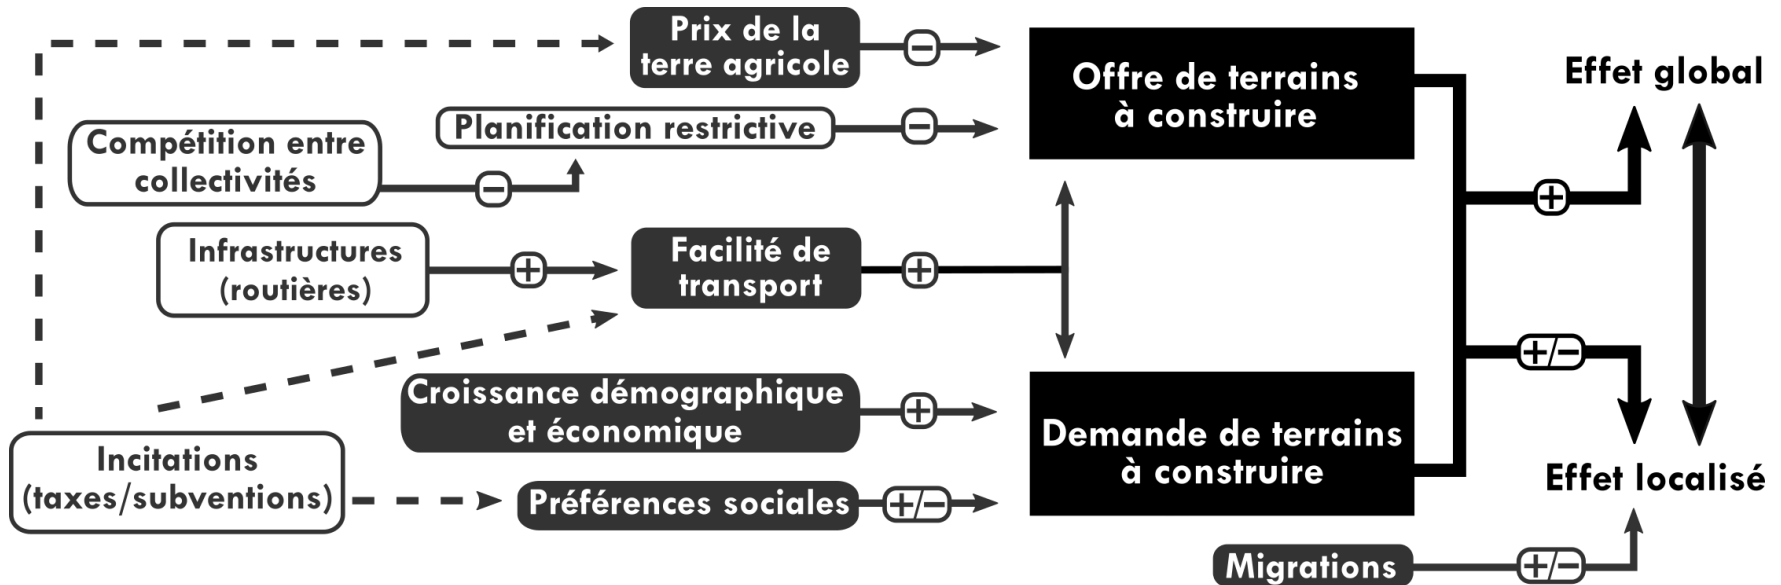 Prix de la
terre agricole
−
Offre de terrains
à construire
Effet global
Planification restrictive
−
Compétition entre
collectivités
−
+
Infrastructures
(routières)
+
Facilité de
transport
+
+/−
Croissance démographique
et économique
+
Demande de terrains
à construire
Incitations
(taxes/subventions)
Préférences sociales
+/−
Effet localisé
Migrations
+/−